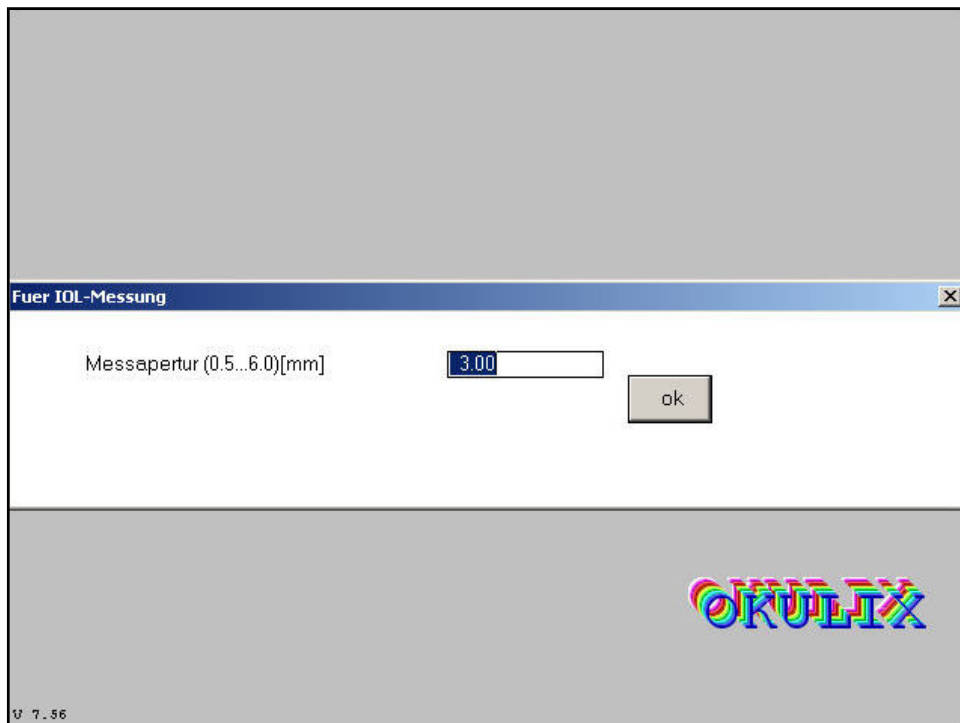 Fuer IOL-Messung
Messapertur (0.5...6.0)[mm] 3.00
ok
OKULIX
V 7.56